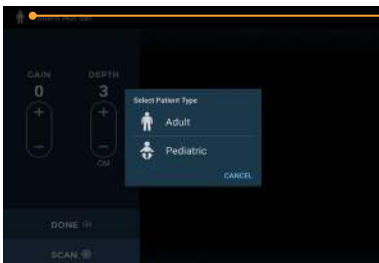 GAIN DEPTH
0 3
+ +
Select Patient Type
Adult
Pediatric
− −
CM
CANCEL
DONE
SCAN